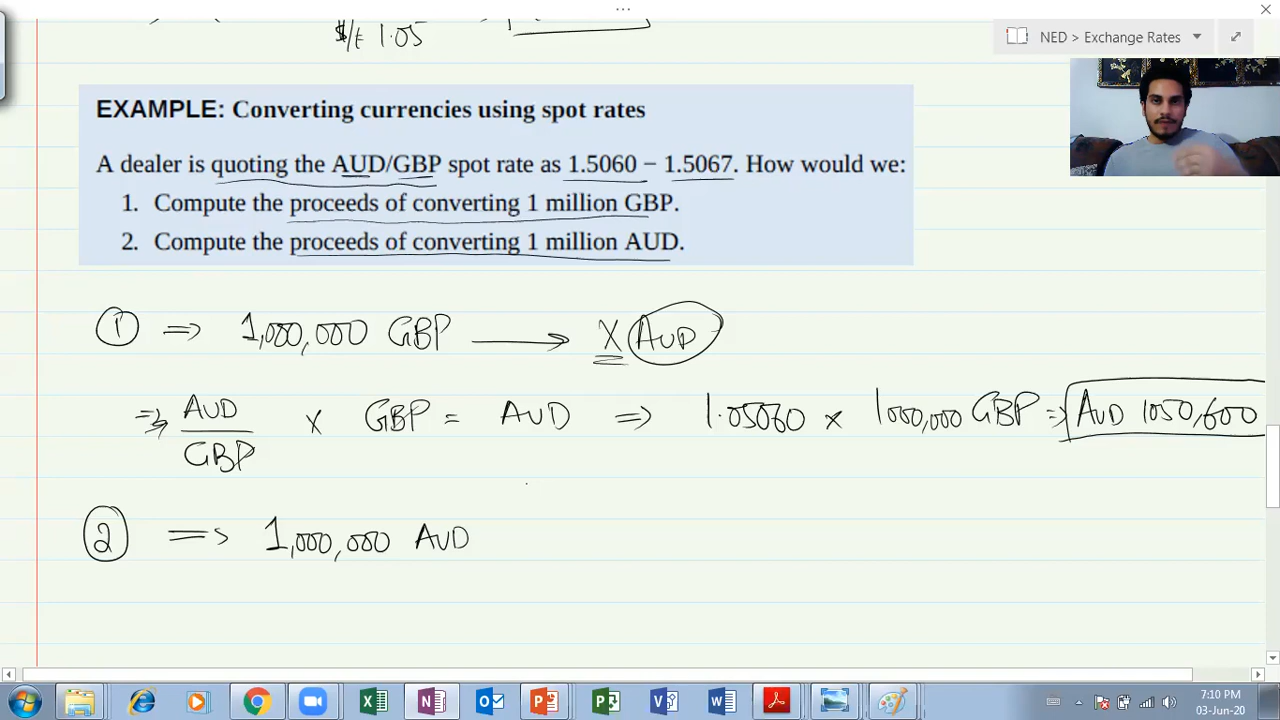 $/£ 1.05
NED > Exchange Rates
EXAMPLE: Converting currencies using spot rates
A dealer is quoting the AUD/GBP spot rate as 1.5060 − 1.5067. How would we:
1. Compute the proceeds of converting 1 million GBP.
2. Compute the proceeds of converting 1 million AUD.
① ⇒ 1,000,000 GBP ⟶ X AUD
⇒ AUD/GBP × GBP = AUD ⇒ 1.05060 × 1000,000 GBP ⇒ AUD 1050,600
② ⇒ 1,000,000 AUD
7:10 PM
03-Jun-20